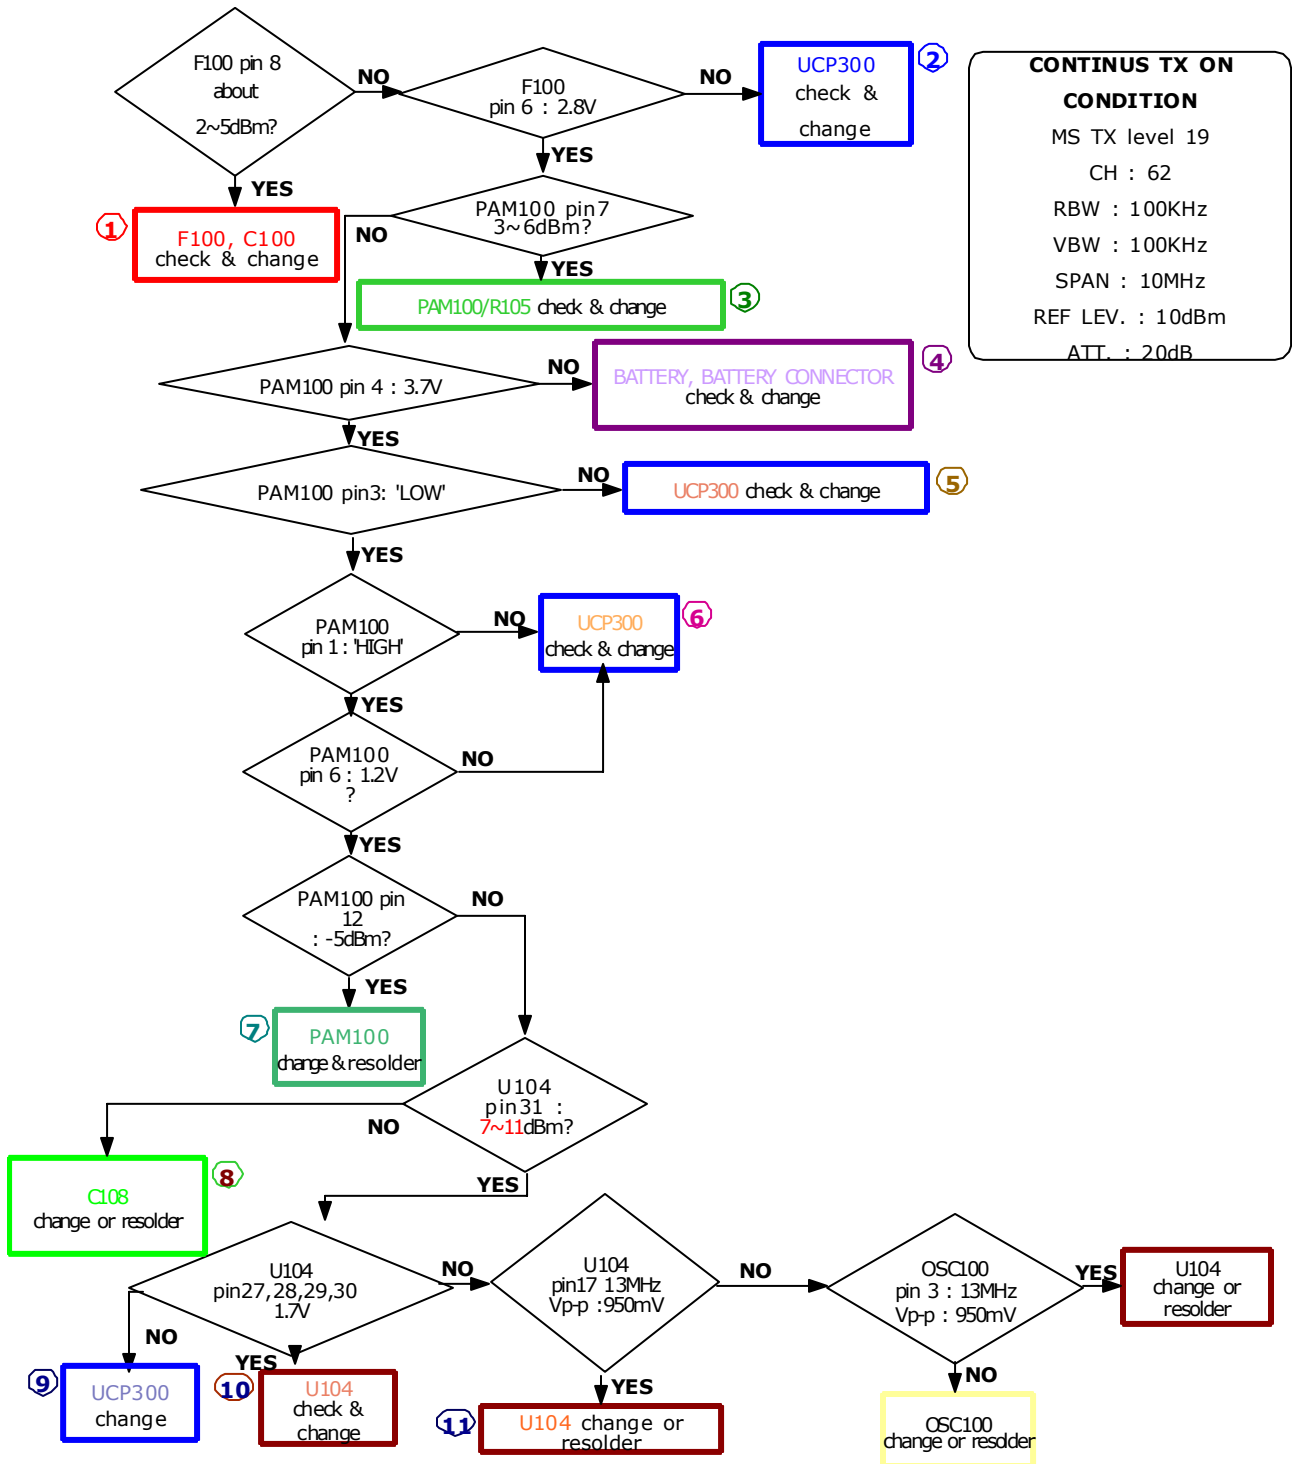 F100 pin 8
about
2~5dBm?
NO
F100
pin 6 : 2.8V
NO
UCP300
check &
change
2
CONTINUS TX ON
CONDITION
MS TX level 19
CH : 62
RBW : 100KHz
VBW : 100KHz
SPAN : 10MHz
REF LEV. : 10dBm
ATT. : 20dB
YES
YES
1
F100, C100
check & change
PAM100 pin7
3~6dBm?
NO
YES
PAM100/R105 check & change
3
PAM100 pin 4 : 3.7V
NO
BATTERY, BATTERY CONNECTOR
check & change
4
YES
PAM100 pin3: 'LOW'
NO
UCP300 check & change
5
YES
PAM100
pin 1 : 'HIGH'
NO
UCP300
check & change
6
YES
PAM100
pin 6 : 1.2V
?
NO
YES
PAM100 pin
12
: -5dBm?
NO
YES
7
PAM100
change & resolder
U104
pin31 :
7~11dBm?
NO
YES
C108
change or resolder
8
U104
pin27,28,29,30
1.7V
NO
U104
pin17 13MHz
Vp-p :950mV
NO
OSC100
pin 3 : 13MHz
Vp-p : 950mV
YES
U104
change or
resolder
NO
9
UCP300
change
YES
10
U104
check &
change
YES
11
U104 change or
resolder
NO
OSC100
change or resolder